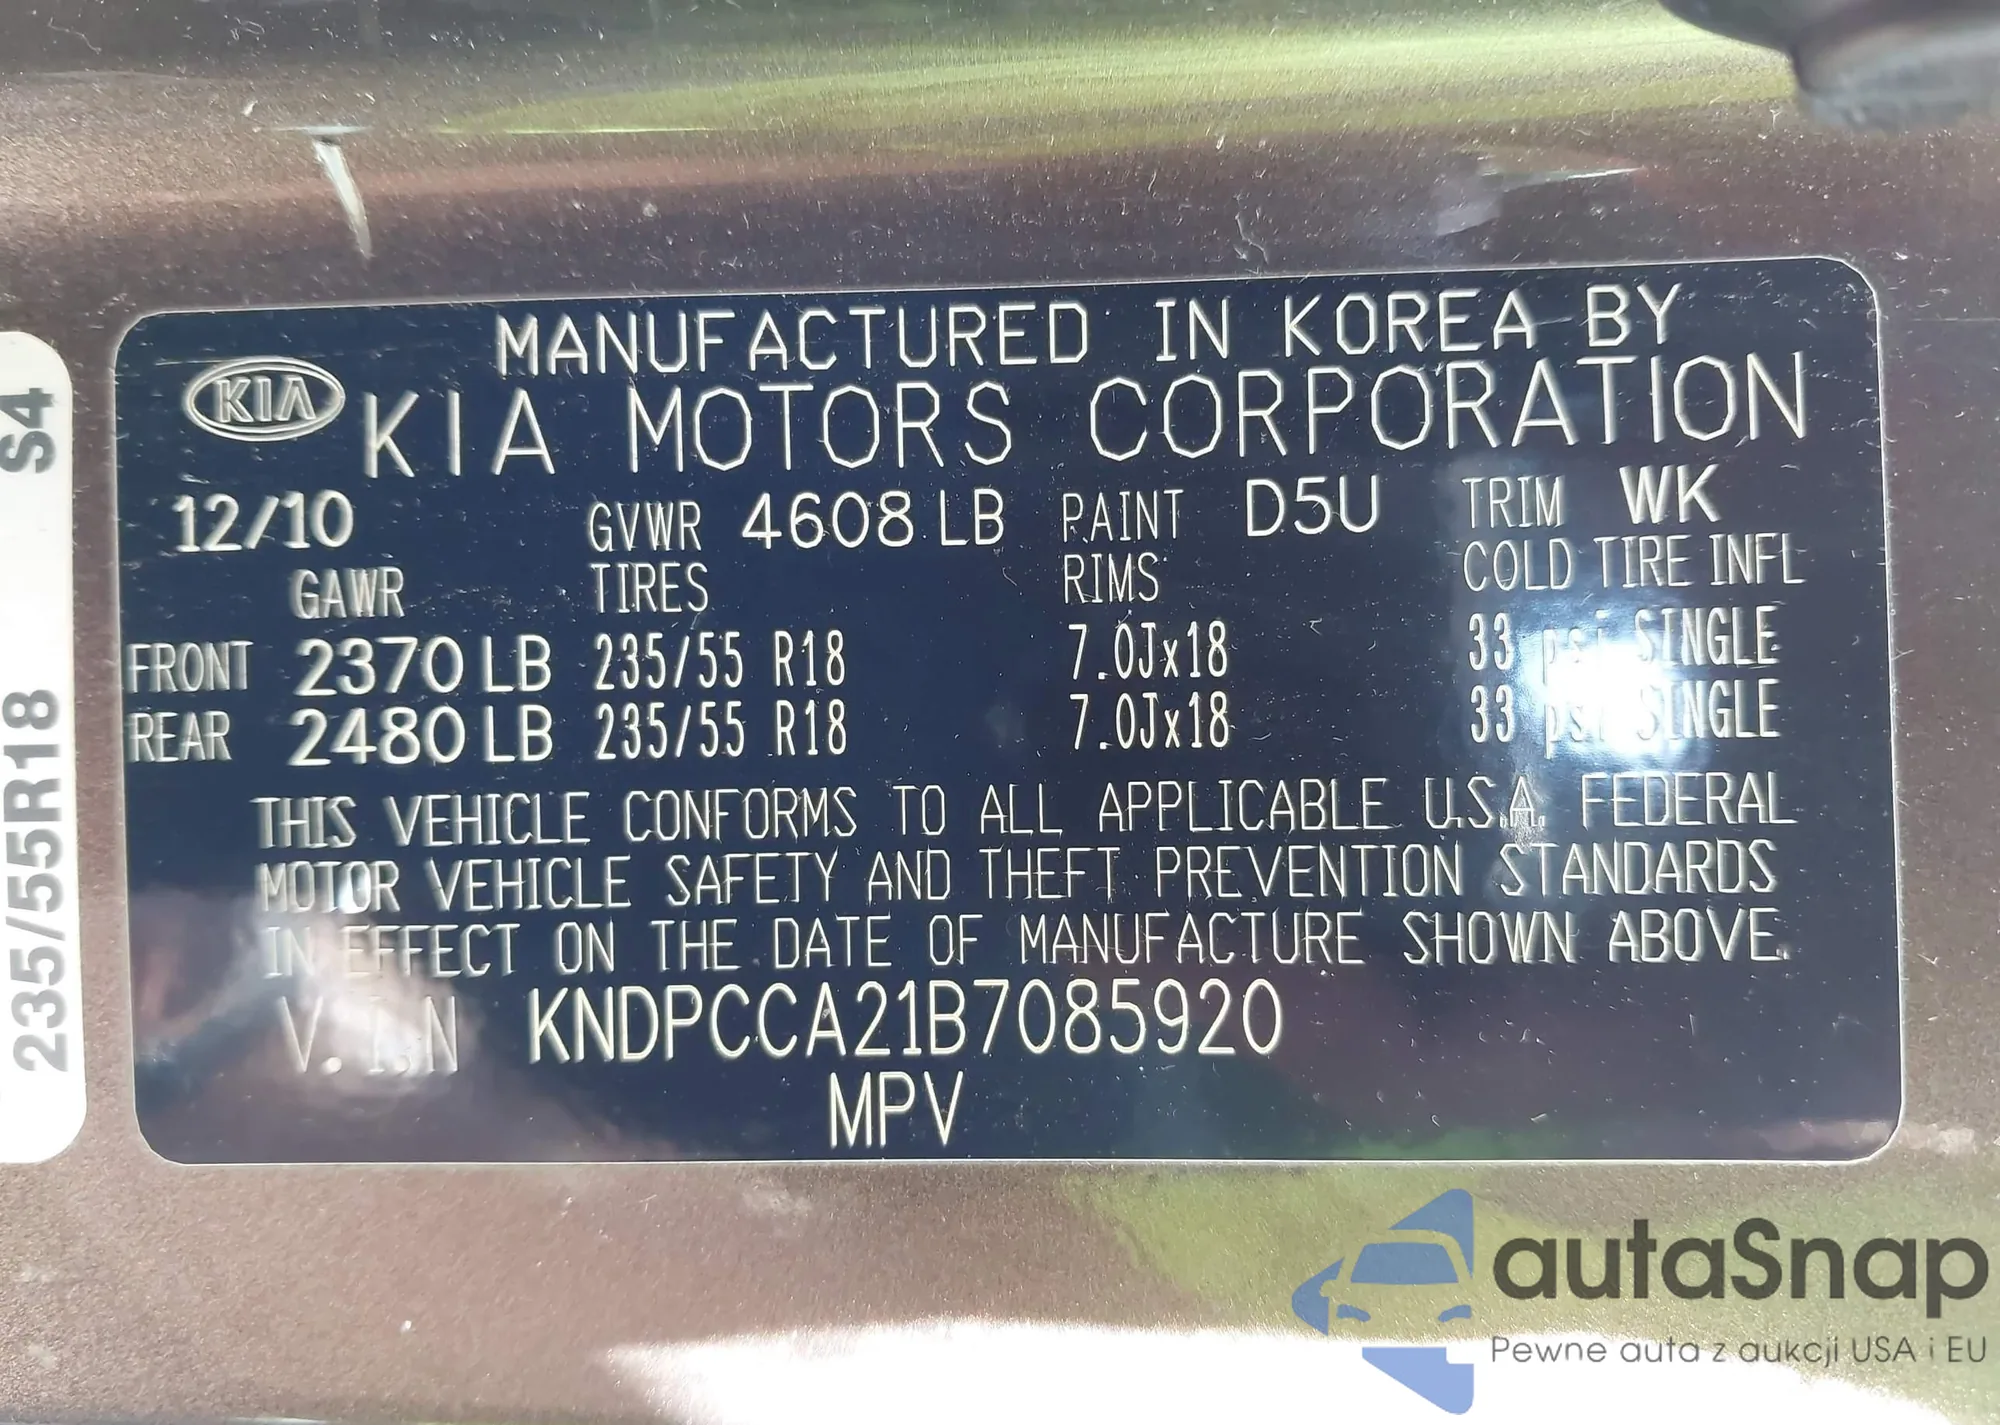 MANUFACTURED IN KOREA BY
KIA KIA MOTORS CORPORATION
12/10 GVWR 4608 LB PAINT D5U TRIM WK
GAWR TIRES RIMS COLD TIRE INFL
FRONT 2370 LB 235/55 R18 7.0Jx18 33 psi SINGLE
REAR 2480 LB 235/55 R18 7.0Jx18 33 psi SINGLE
THIS VEHICLE CONFORMS TO ALL APPLICABLE U.S.A. FEDERAL
MOTOR VEHICLE SAFETY AND THEFT PREVENTION STANDARDS
IN EFFECT ON THE DATE OF MANUFACTURE SHOWN ABOVE.
V.I.N KNDPCCA21B7085920
MPV
235/55R18 S4
autaSnap
Pewne auta z aukcji USA i EU